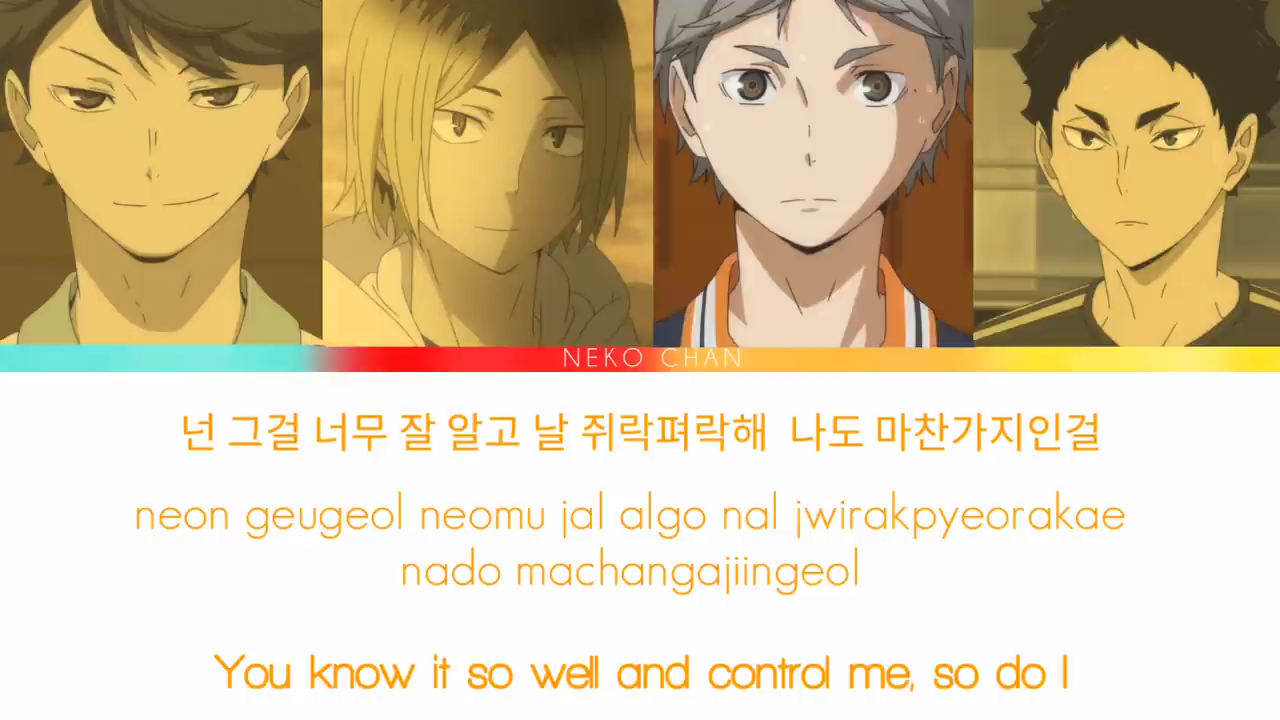 NEKO CHAN
넌 그걸 너무 잘 알고 날 쥐락펴락해 나도 마찬가지인걸
neon geugeol neomu jal algo nal jwirakpyeorakae
nado machangajiingeol
You know it so well and control me, so do I